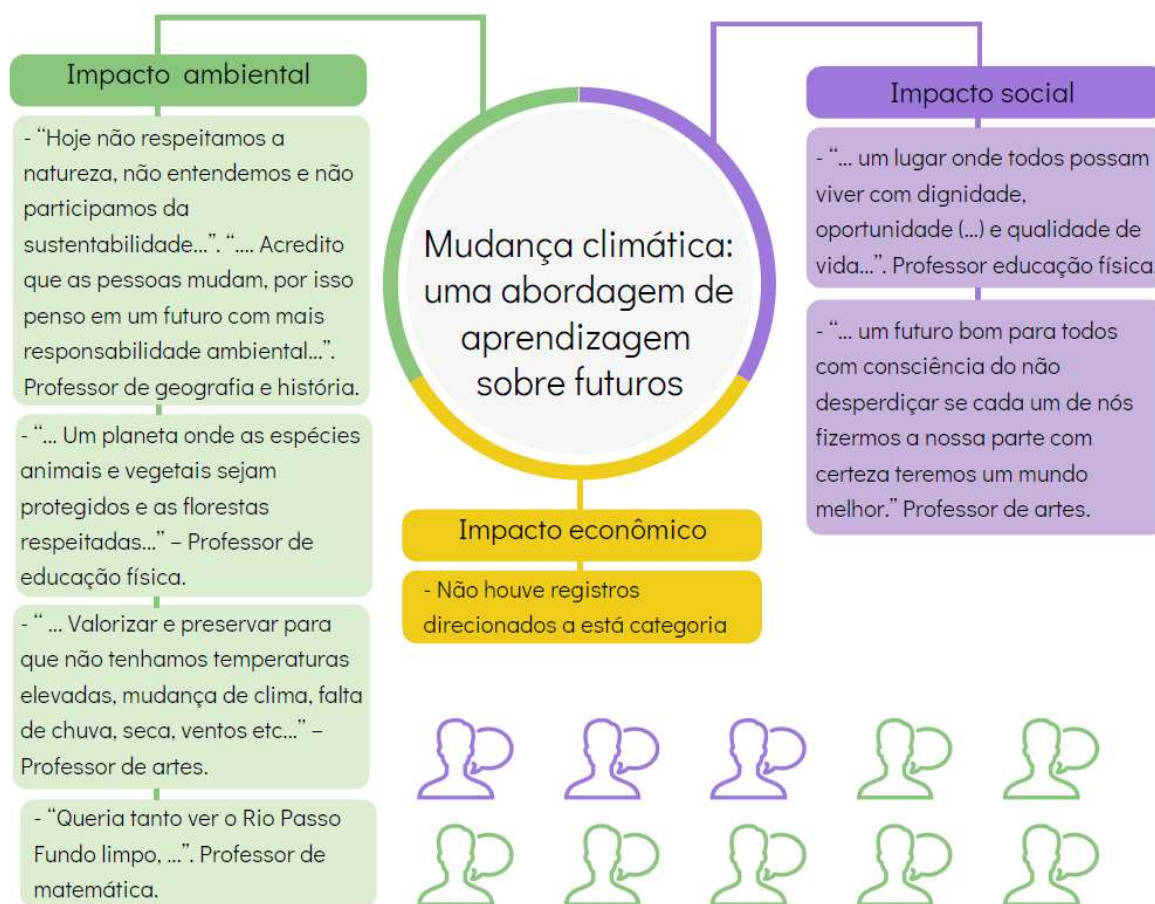 Impacto ambiental
- “Hoje não respeitamos a
natureza, não entendemos e não
participamos da
sustentabilidade...”. “.... Acredito
que as pessoas mudam, por isso
penso em um futuro com mais
responsabilidade ambiental...”.
Professor de geografia e história.
- “... Um planeta onde as espécies
animais e vegetais sejam
protegidos e as florestas
respeitadas...” – Professor de
educação física.
- “ ... Valorizar e preservar para
que não tenhamos temperaturas
elevadas, mudança de clima, falta
de chuva, seca, ventos etc...” –
Professor de artes.
- “Queria tanto ver o Rio Passo
Fundo limpo, ...”. Professor de
matemática.
Mudança climática:
uma abordagem de
aprendizagem
sobre futuros
Impacto econômico
- Não houve registros
direcionados a está categoria
Impacto social
- “... um lugar onde todos possam
viver com dignidade,
oportunidade (...) e qualidade de
vida...”. Professor educação física.
- “... um futuro bom para todos
com consciência do não
desperdiçar se cada um de nós
fizermos a nossa parte com
certeza teremos um mundo
melhor.” Professor de artes.